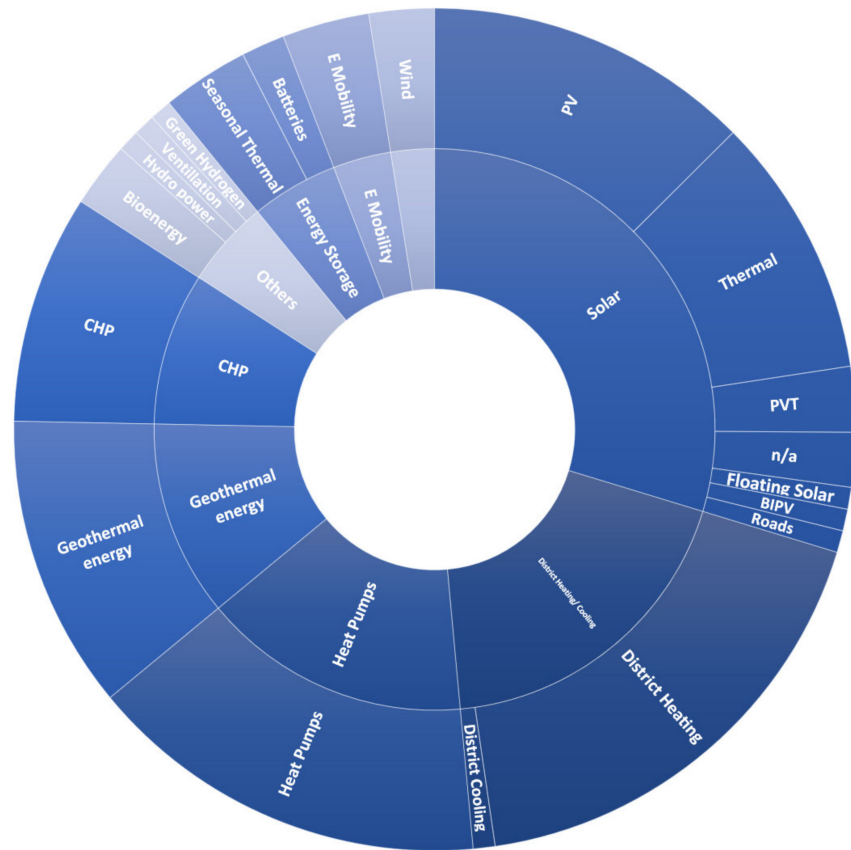 PV
Thermal
PVT
n/a
Floating Solar
BIPV
Roads
District Heating
District Cooling
Heat Pumps
Geothermal
energy
CHP
Bioenergy
Hydro power
Ventillation
Green Hydrogen
Seasonal Thermal
Batteries
E Mobility
Wind
Solar
District Heating/ Cooling
Heat Pumps
Geothermal
energy
CHP
Others
Energy Storage
E Mobility